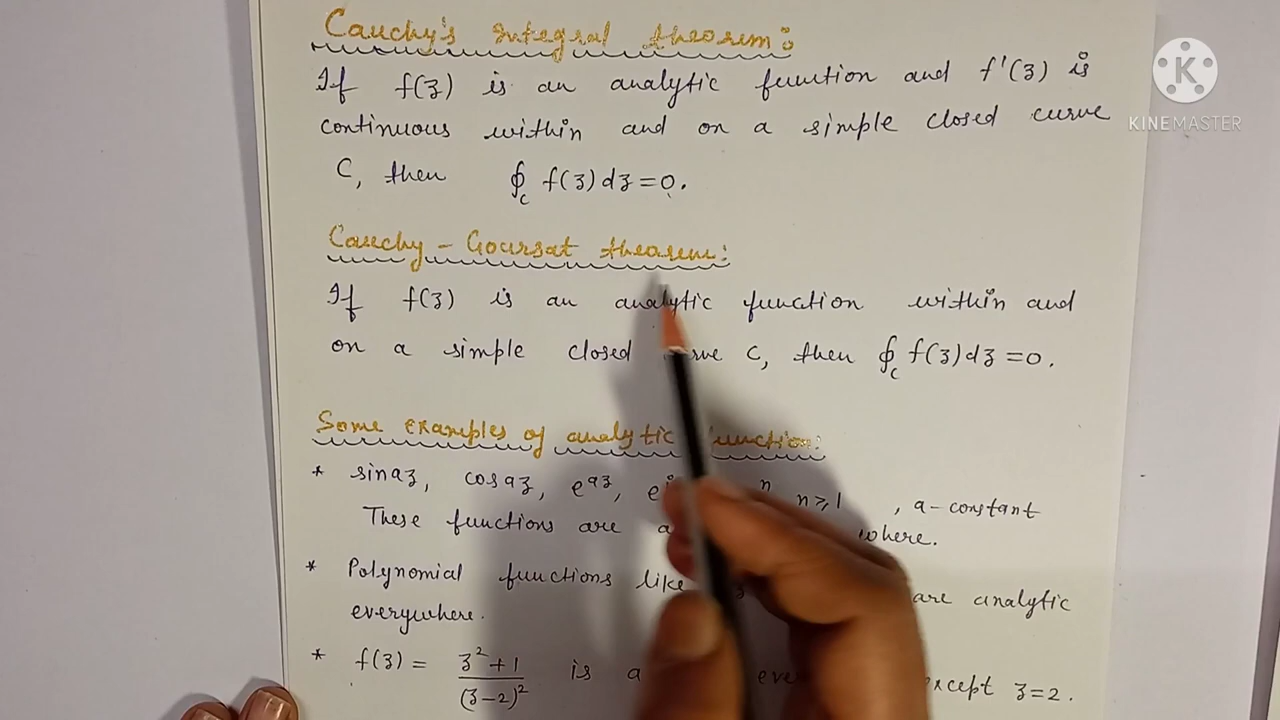 Cauchy's integral theorem:
If f(z) is an analytic function and f'(z) is
continuous within and on a simple closed curve
C, then ∮_C f(z) dz = 0.
K
KINEMASTER
Cauchy - Goursat theorem:
If f(z) is an analytic function within and
on a simple closed C, then ∮_C f(z) dz = 0.
Some examples of analytic function:
* sin az, cos az, e^{az}, n ≥ 1, a - constant
These functions are
* Polynomial functions like are analytic
everywhere.
* f(z) = (z² + 1)/(z - 2)² is z = 2.